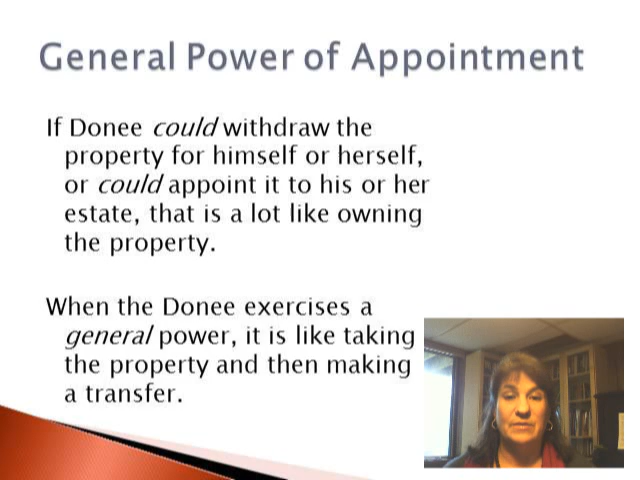 General Power of Appointment
If Donee could withdraw the
property for himself or herself,
or could appoint it to his or her
estate, that is a lot like owning
the property.
When the Donee exercises a
general power, it is like taking
the property and then making
a transfer.